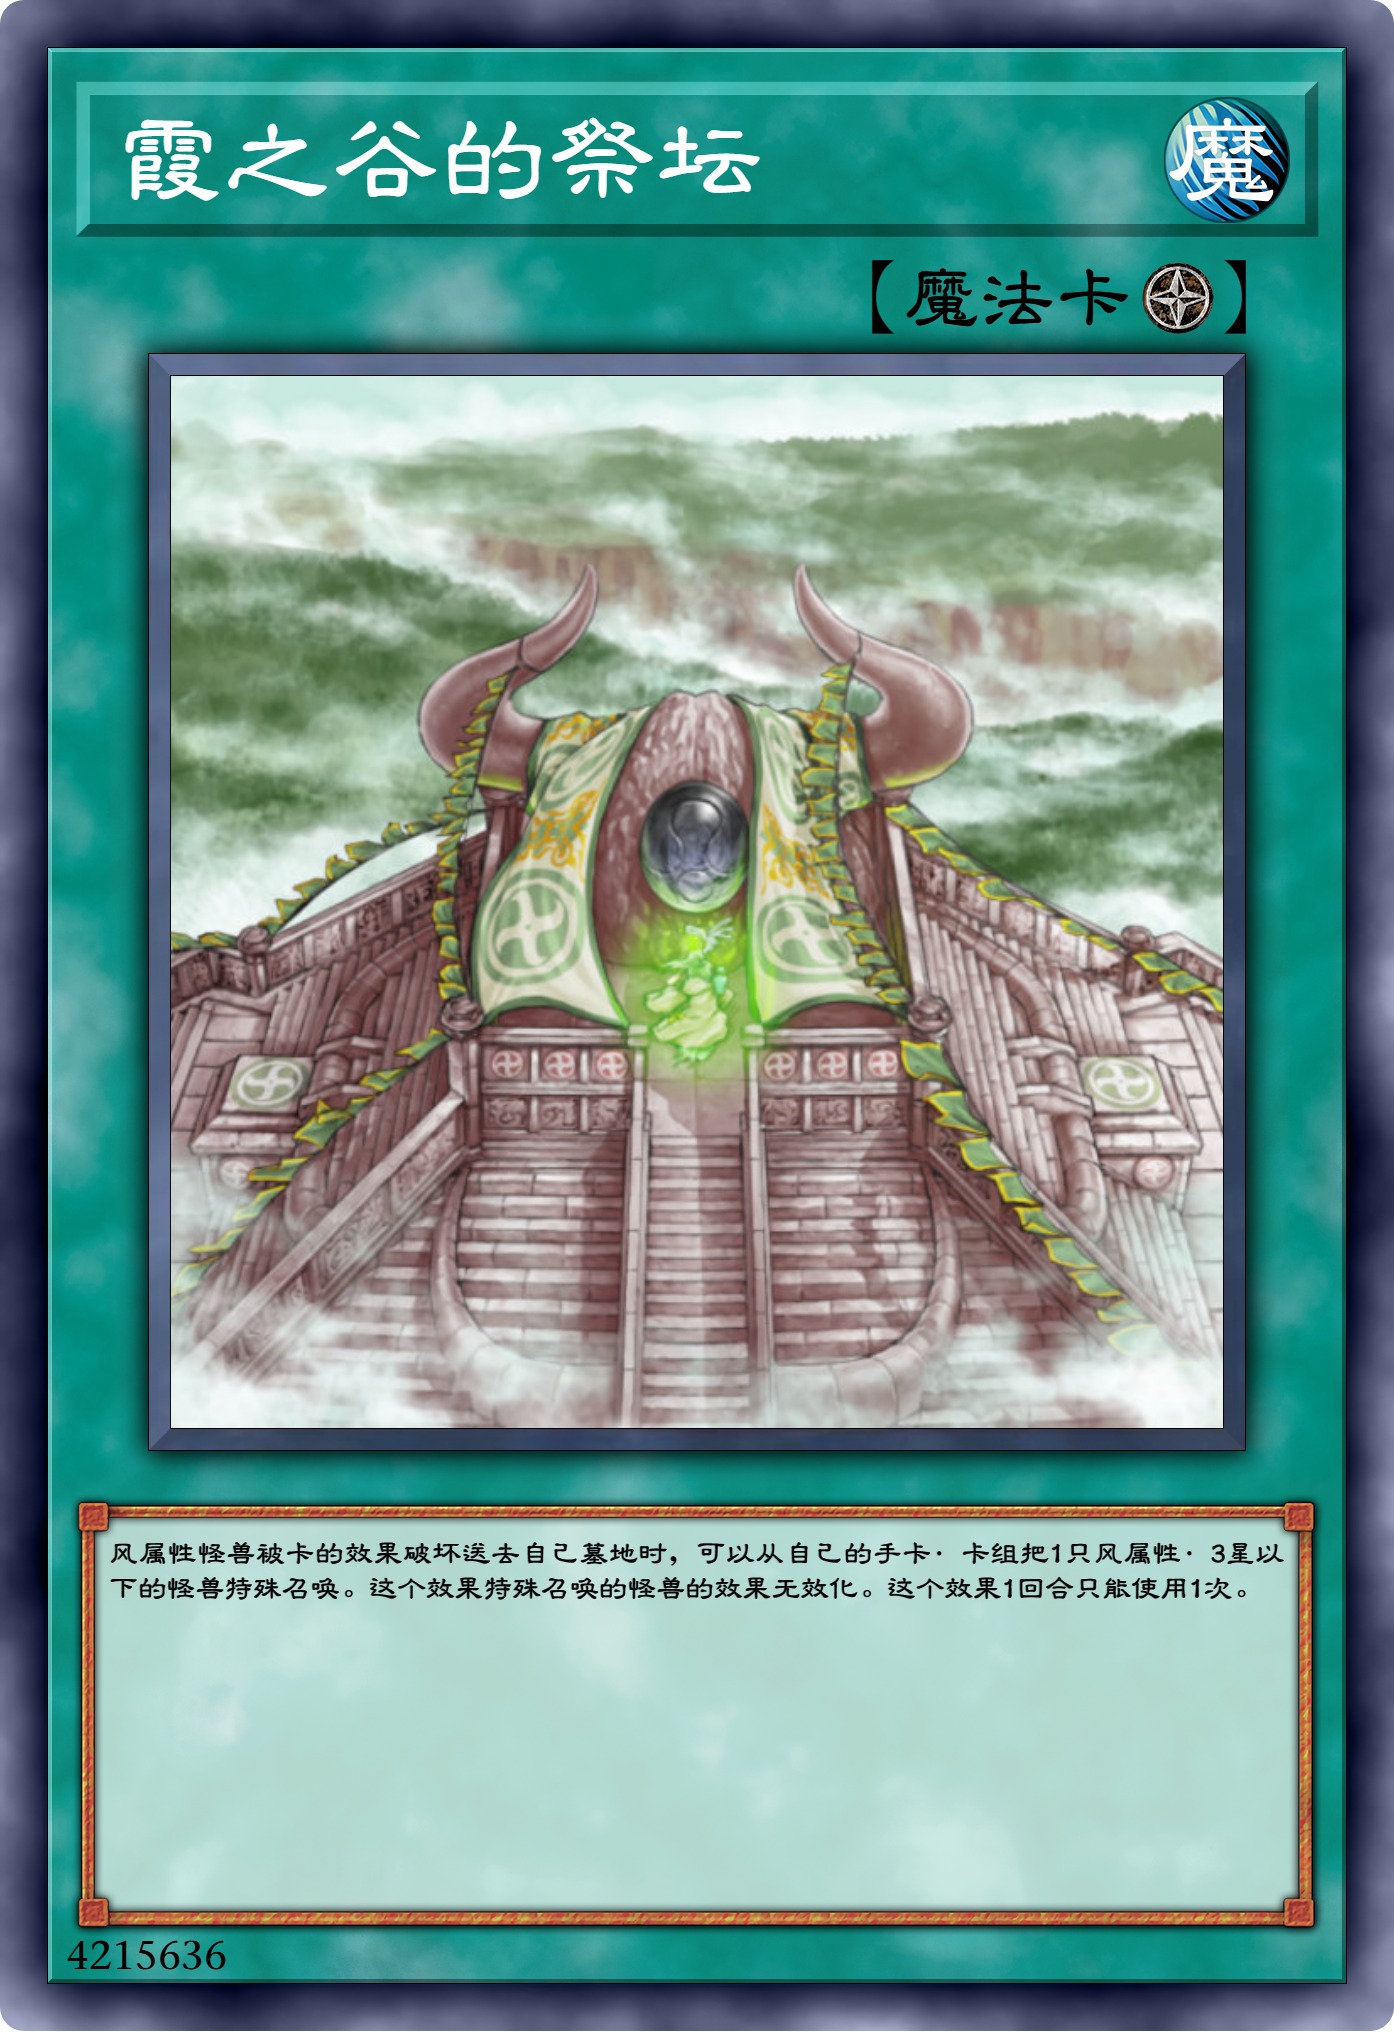 霞之谷的祭坛
魔
【魔法卡】
风属性怪兽被卡的效果破坏送去自己墓地时，可以从自己的手卡·卡组把1只风属性·3星以
下的怪兽特殊召唤。这个效果特殊召唤的怪兽的效果无效化。这个效果1回合只能使用1次。
4215636